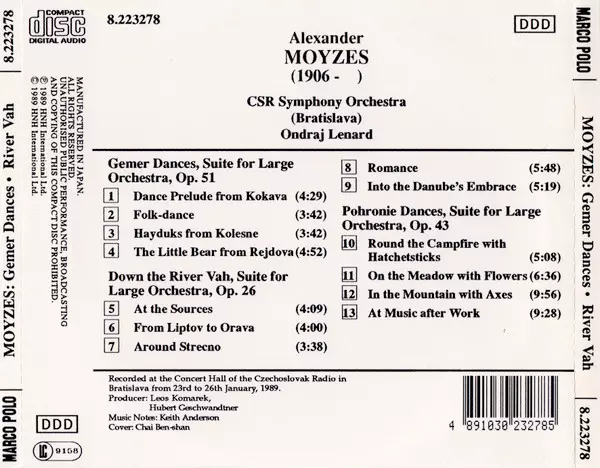 COMPACT
disc
DIGITAL AUDIO
8.223278
DDD
Alexander
MOYZES
(1906 - )
CSR Symphony Orchestra
(Bratislava)
Ondraj Lenard
Gemer Dances, Suite for Large
Orchestra, Op. 51
1 Dance Prelude from Kokava (4:29)
2 Folk-dance (3:42)
3 Hayduks from Kolesne (3:42)
4 The Little Bear from Rejdova (4:52)
Down the River Vah, Suite for
Large Orchestra, Op. 26
5 At the Sources (4:09)
6 From Liptov to Orava (4:00)
7 Around Strecno (3:38)
8 Romance (5:48)
9 Into the Danube's Embrace (5:19)
Pohronie Dances, Suite for Large
Orchestra, Op. 43
10 Round the Campfire with
Hatchetsticks (5:08)
11 On the Meadow with Flowers (6:36)
12 In the Mountain with Axes (9:56)
13 At Music after Work (9:28)
Recorded at the Concert Hall of the Czechoslovak Radio in
Bratislava from 23rd to 26th January, 1989.
Producer: Leos Komarek,
Hubert Geschwandtner
Music Notes: Keith Anderson
Cover: Chai Ben-shan
4 891030 232785
MANUFACTURED IN JAPAN.
ALL RIGHTS RESERVED.
UNAUTHORISED PUBLIC PERFORMANCE, BROADCASTING
AND COPYING OF THIS COMPACT DISC PROHIBITED.
℗ 1989 HNH International Ltd.
© 1989 HNH International Ltd.
DDD
LC 9158
MARCO POLO MOYZES: Gemer Dances • River Vah 8.223278
MARCO POLO MOYZES: Gemer Dances • River Vah 8.223278